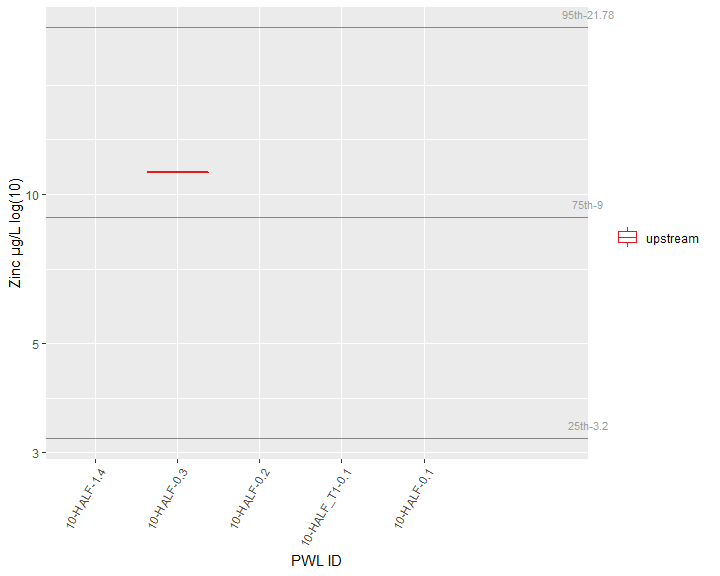 95th-21.78
75th-9
25th-3.2
Zinc µg/L log(10)
10
5
3
10-HALF-1.4
10-HALF-0.3
10-HALF-0.2
10-HALF_T1-0.1
10-HALF-0.1
PWL ID
upstream